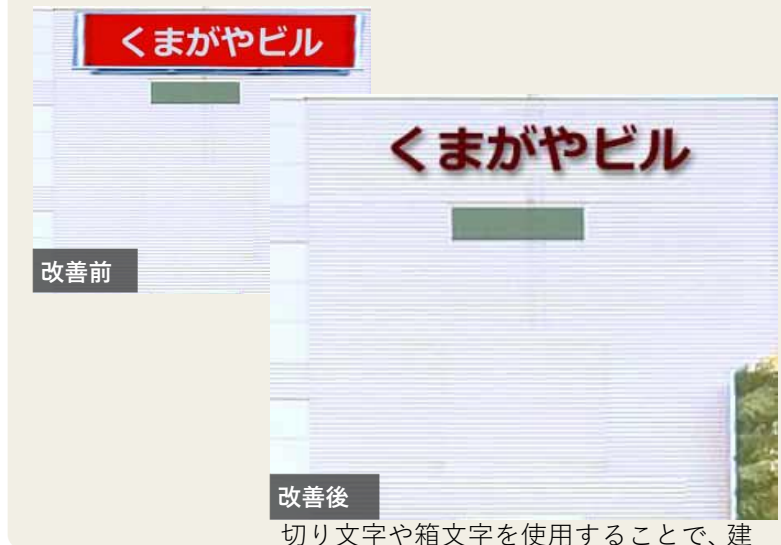 くまがやビル
改善前
くまがやビル
改善後
切り文字や箱文字を使用することで、建